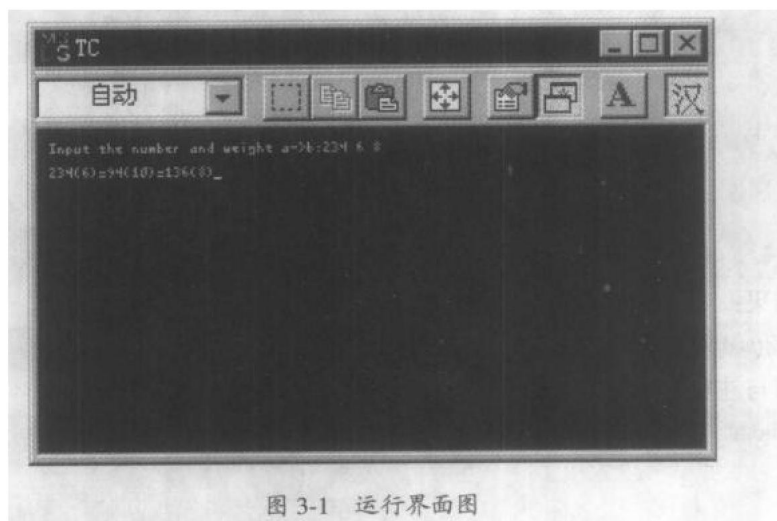 TC
自动
A
汉
Input the number and weight a->b:234 6 8
234(6)=94(10)=136(8)_
图 3-1 运行界面图